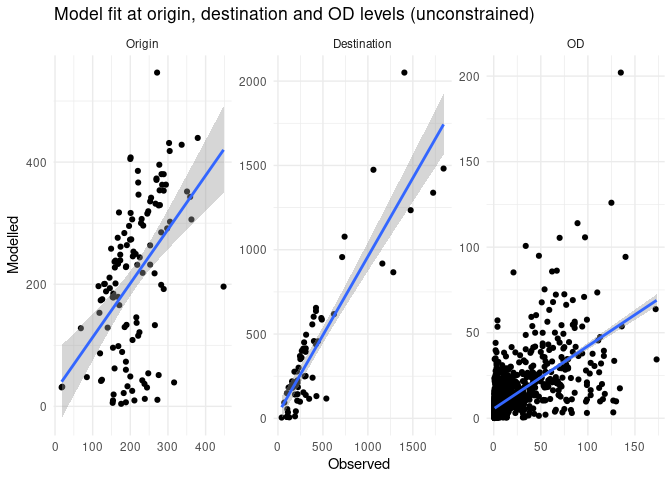 Model fit at origin, destination and OD levels (unconstrained)
Origin Destination OD
Modelled
400
200
0
0 100 200 300 400
2000
1500
1000
500
0
0 500 1000 1500
200
150
100
50
0
0 50 100 150
Observed